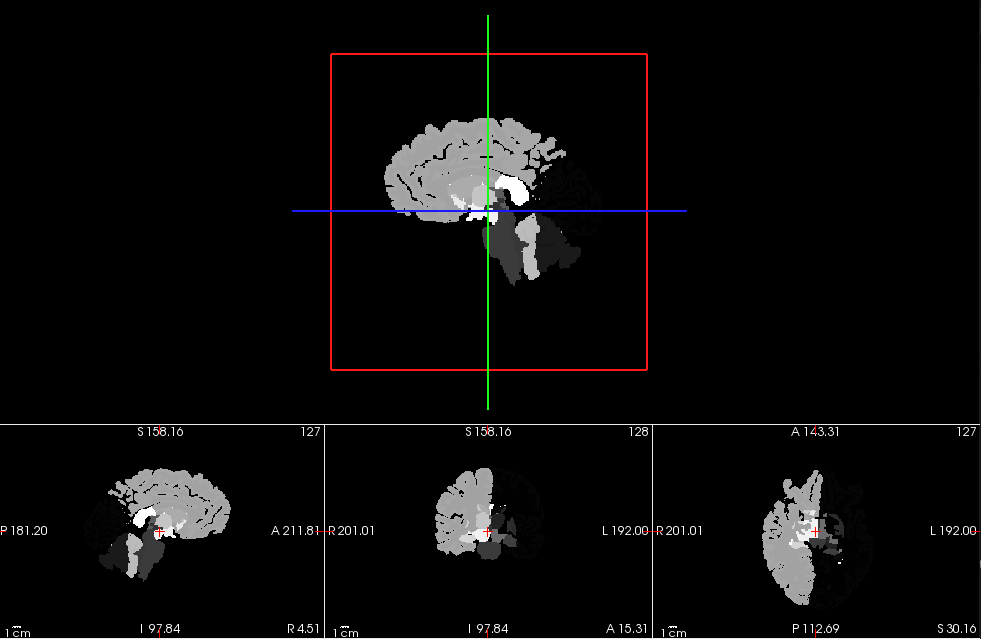 S 158.16 127
P 181.20 A 211.81
1 cm I 97.84 R 4.51
S 158.16 128
R 201.01 L 192.00
1 cm I 97.84 A 15.31
A 143.31 127
R 201.01 L 192.00
1 cm P 112.69 S 30.16